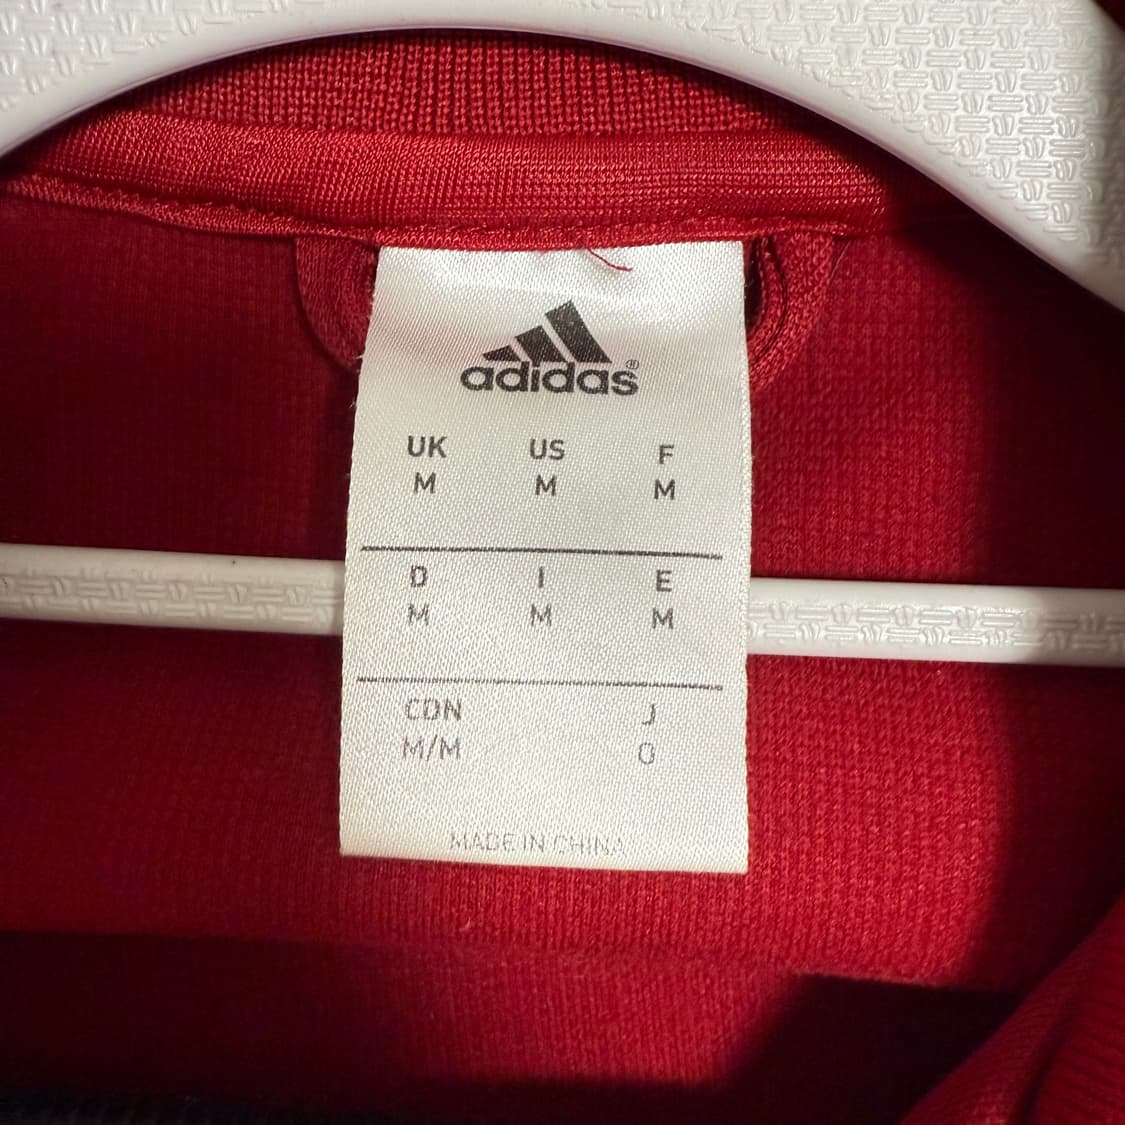 adidas®
UK US F
M M M
D I E
M M M
CDN J
M/M O
MADE IN CHINA